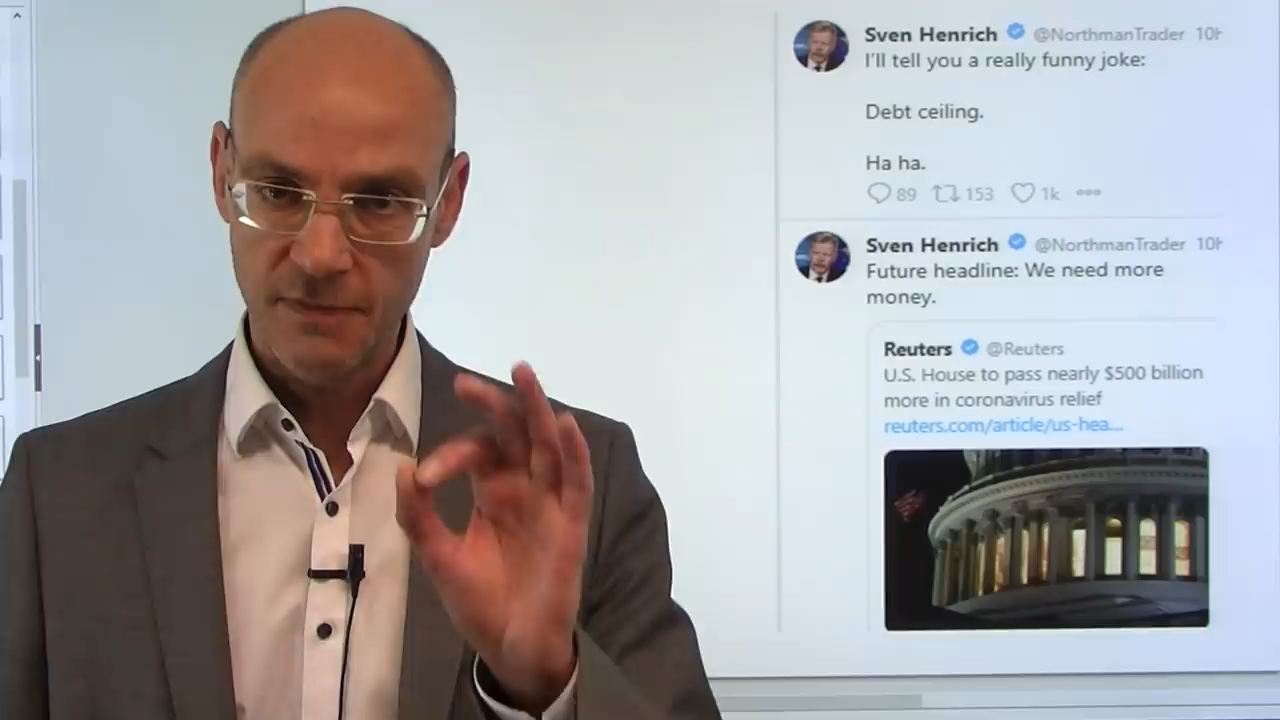 Sven Henrich @NorthmanTrader 10h
I'll tell you a really funny joke:
Debt ceiling.
Ha ha.
89 153 1k
Sven Henrich @NorthmanTrader 10h
Future headline: We need more
money.
Reuters @Reuters
U.S. House to pass nearly $500 billion
more in coronavirus relief
reuters.com/article/us-hea...